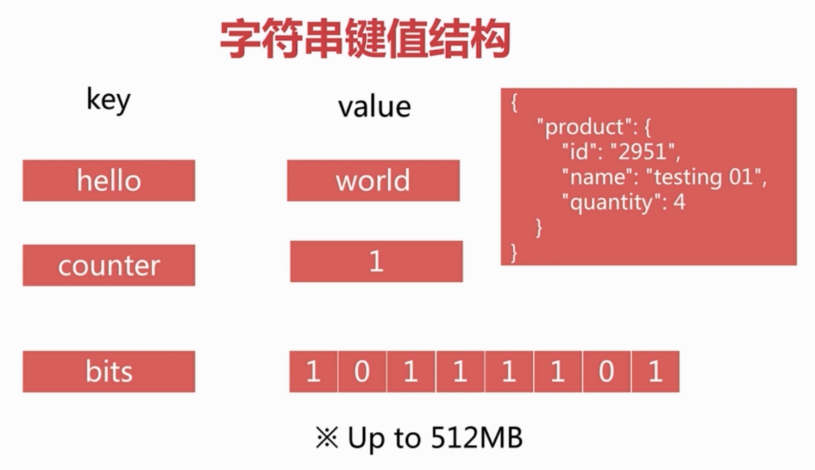 字符串键值结构
key value
hello world
counter 1
bits 1 0 1 1 1 1 0 1
{
"product": {
"id": "2951",
"name": "testing 01",
"quantity": 4
}
}
※ Up to 512MB